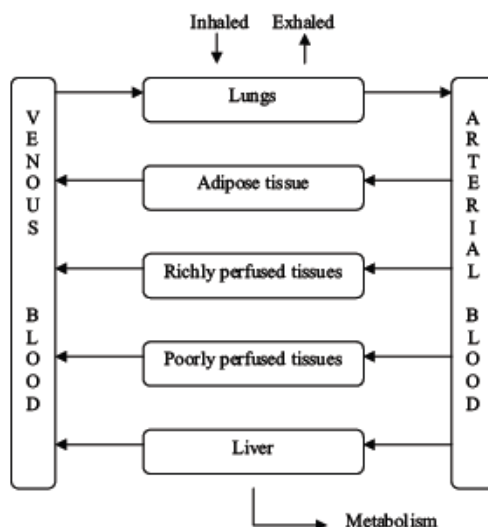 Inhaled Exhaled
Lungs
Adipose tissue
Richly perfused tissues
Poorly perfused tissues
Liver
Metabolism
VENOUS BLOOD
ARTERIAL BLOOD